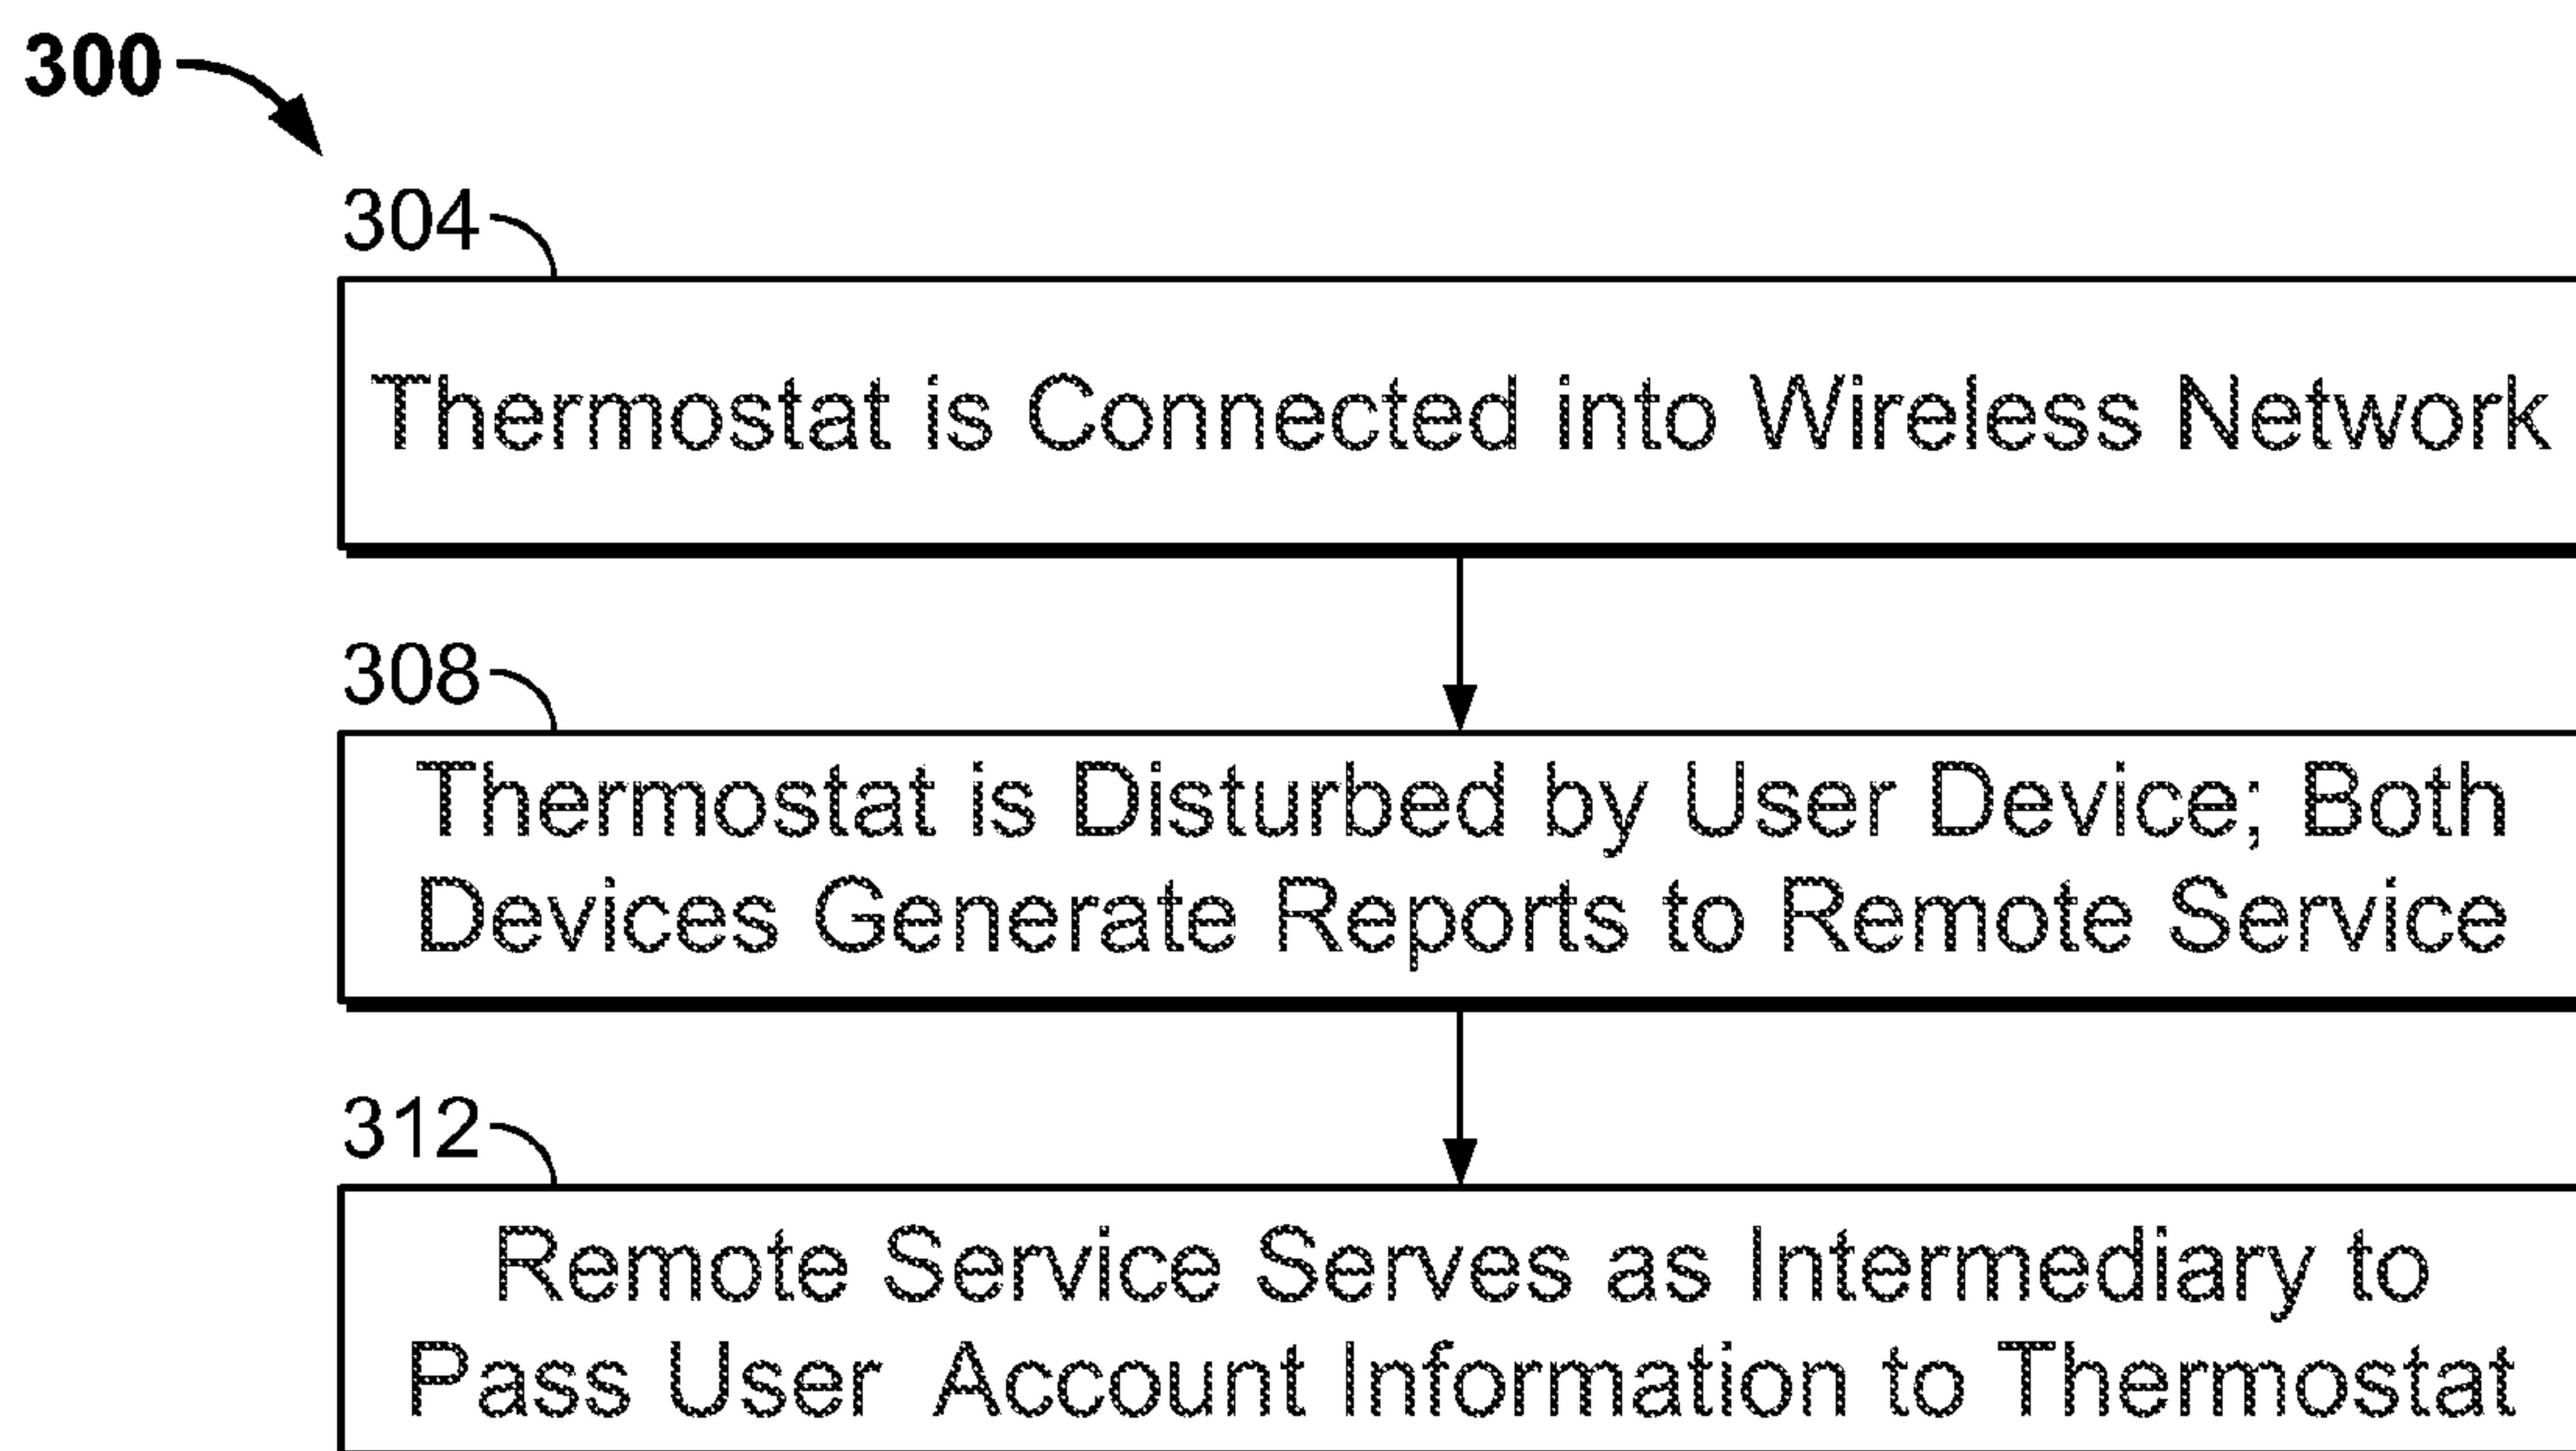 300
304
Thermostat is Connected into Wireless Network
308
Thermostat is Disturbed by User Device; Both
Devices Generate Reports to Remote Service
312
Remote Service Serves as Intermediary to
Pass User Account Information to Thermostat